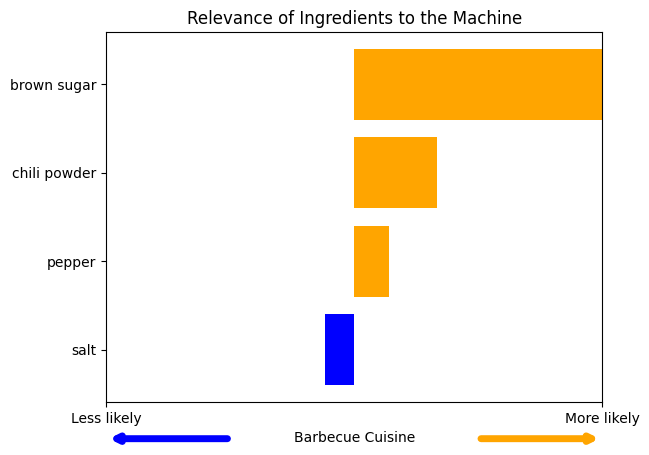 Relevance of Ingredients to the Machine
brown sugar
chili powder
pepper
salt
Less likely
More likely
Barbecue Cuisine